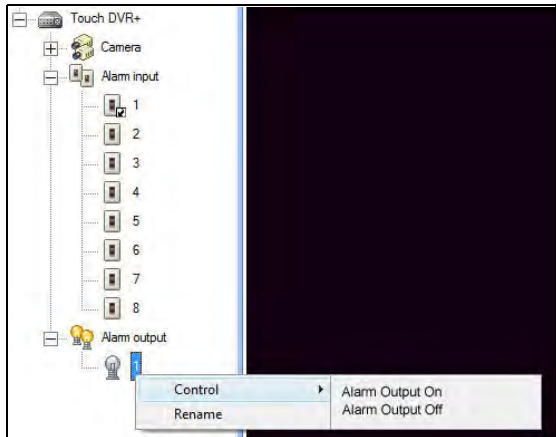 Touch DVR+
Camera
Alarm input
1
2
3
4
5
6
7
8
Alarm output
1
Control
Rename
Alarm Output On
Alarm Output Off